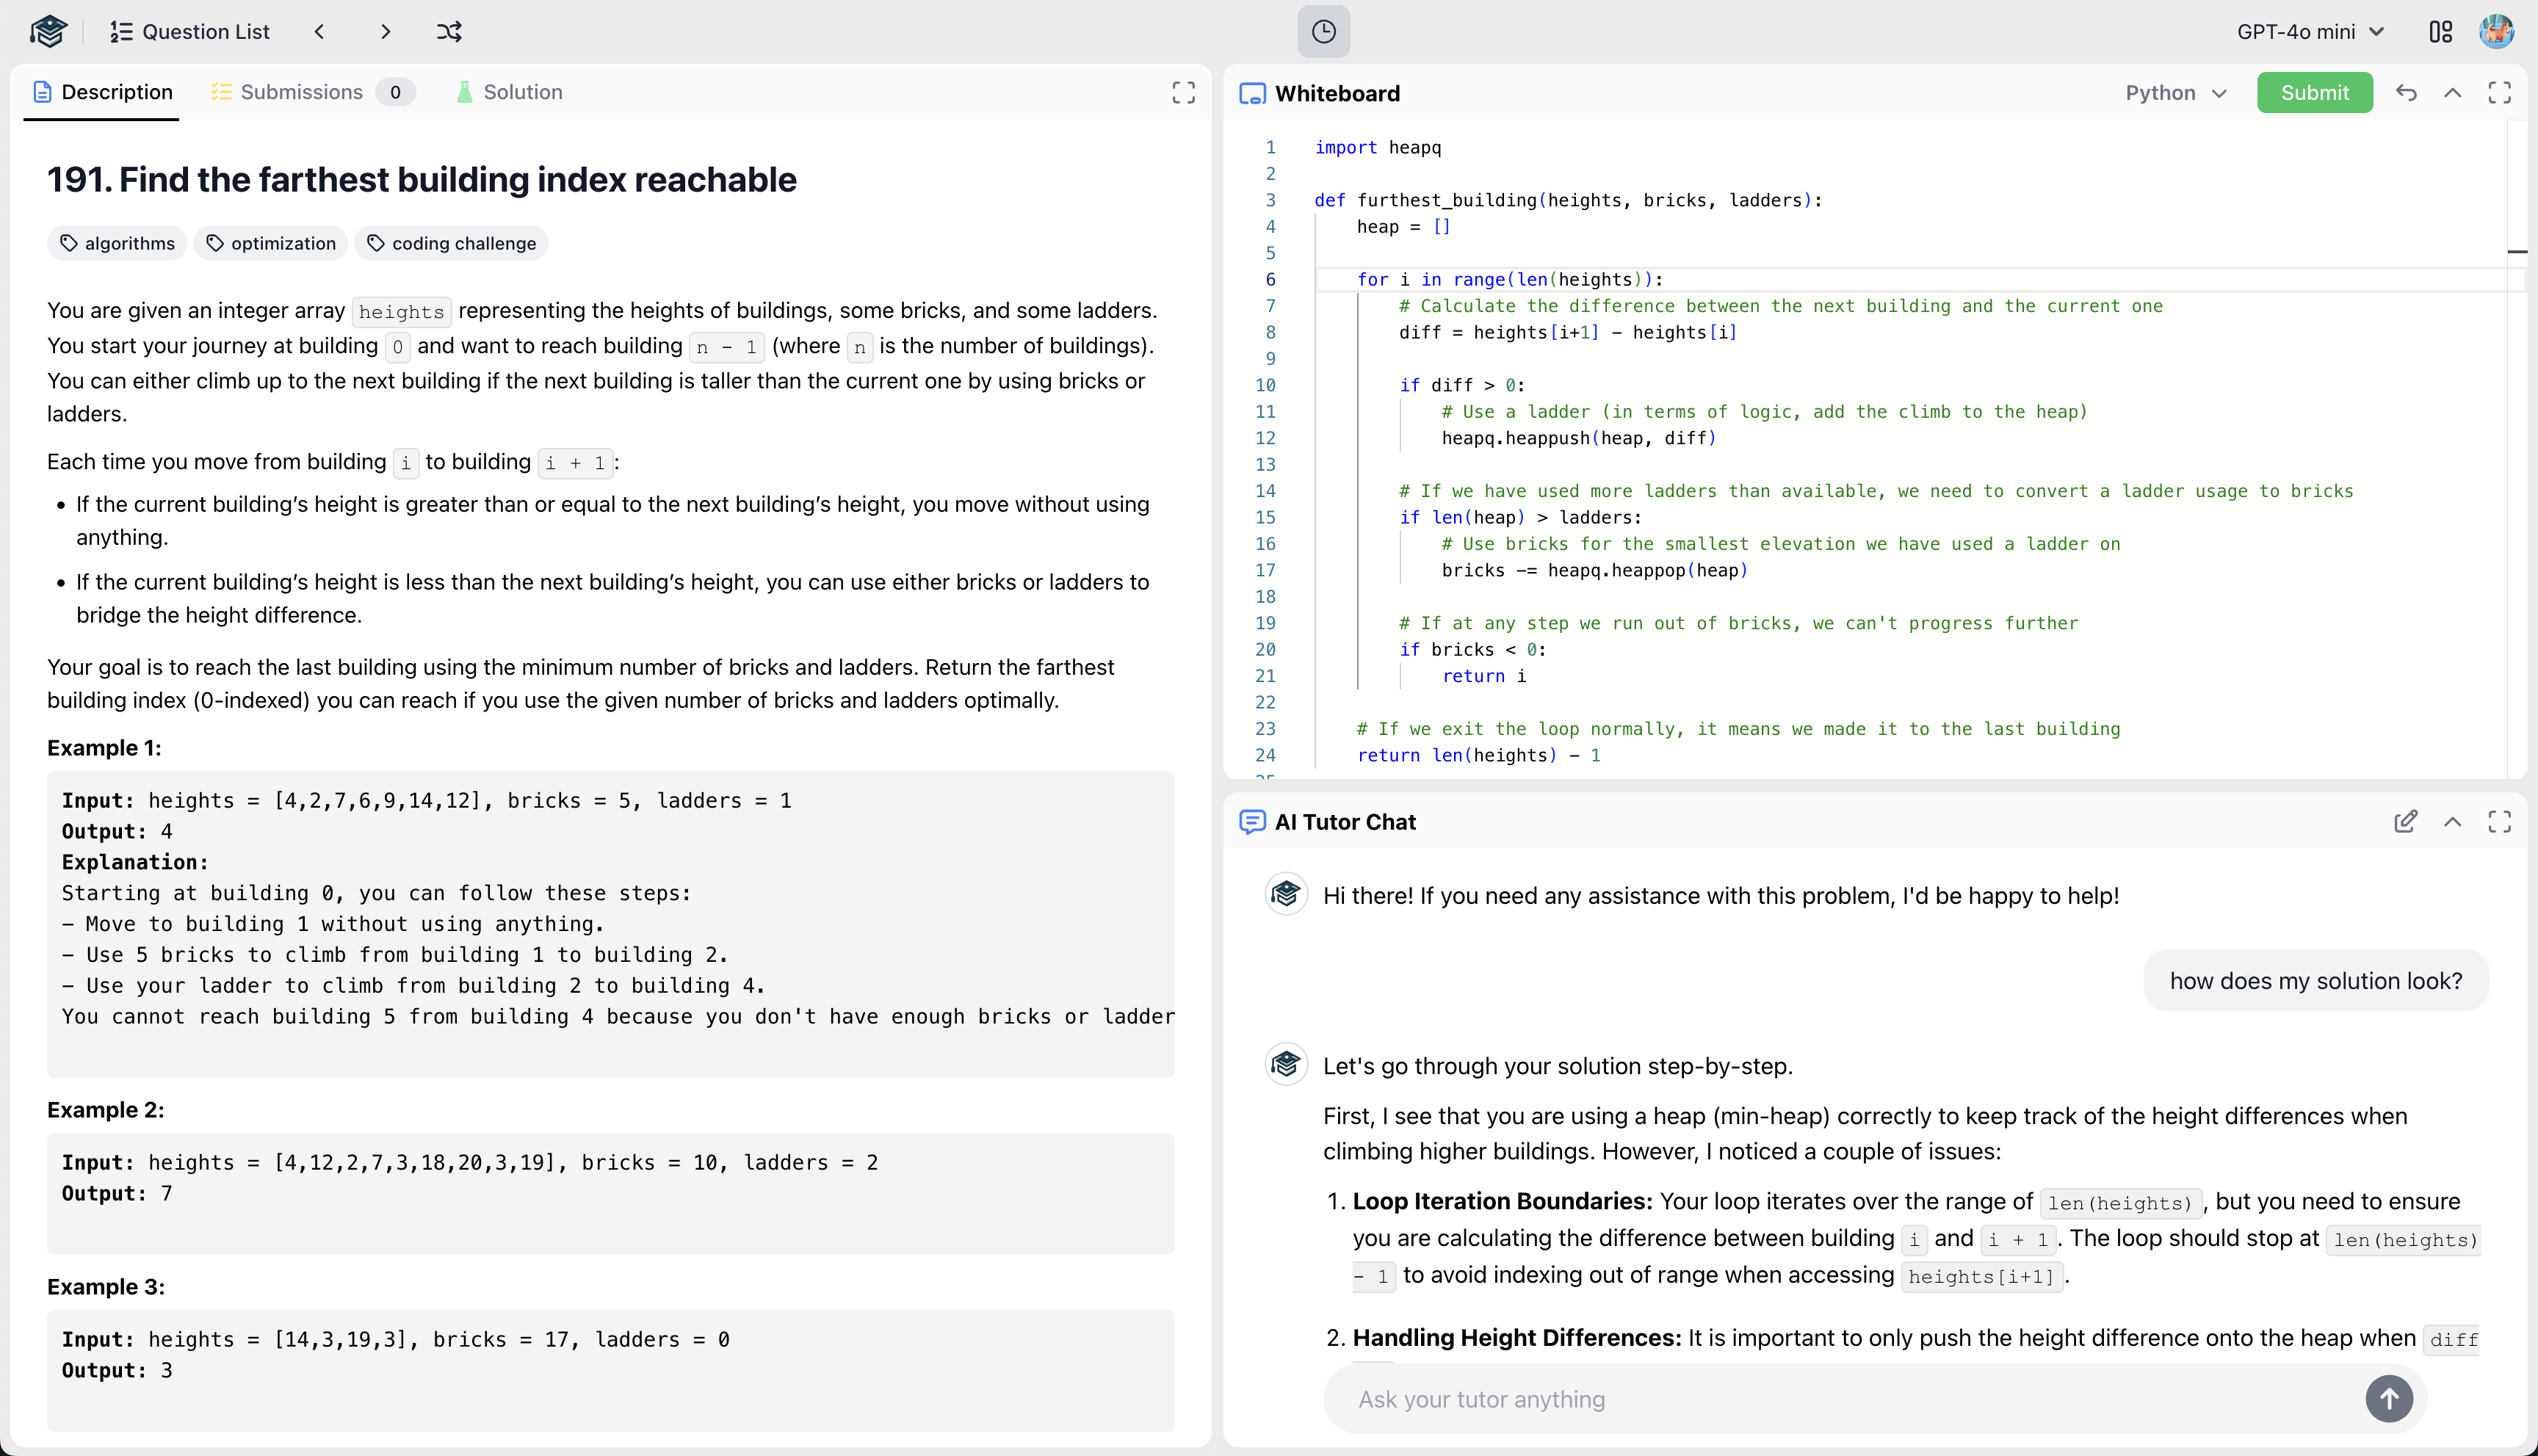 Question List
GPT-4o mini
Description
Submissions 0
Solution
191. Find the farthest building index reachable
algorithms
optimization
coding challenge
You are given an integer array heights representing the heights of buildings, some bricks, and some ladders.
You start your journey at building 0 and want to reach building n - 1 (where n is the number of buildings).
You can either climb up to the next building if the next building is taller than the current one by using bricks or
ladders.
Each time you move from building i to building i + 1:
• If the current building’s height is greater than or equal to the next building’s height, you move without using
anything.
• If the current building’s height is less than the next building’s height, you can use either bricks or ladders to
bridge the height difference.
Your goal is to reach the last building using the minimum number of bricks and ladders. Return the farthest
building index (0-indexed) you can reach if you use the given number of bricks and ladders optimally.
Example 1:
Input: heights = [4,2,7,6,9,14,12], bricks = 5, ladders = 1
Output: 4
Explanation:
Starting at building 0, you can follow these steps:
- Move to building 1 without using anything.
- Use 5 bricks to climb from building 1 to building 2.
- Use your ladder to climb from building 2 to building 4.
You cannot reach building 5 from building 4 because you don't have enough bricks or ladder
Example 2:
Input: heights = [4,12,2,7,3,18,20,3,19], bricks = 10, ladders = 2
Output: 7
Example 3:
Input: heights = [14,3,19,3], bricks = 17, ladders = 0
Output: 3
Whiteboard
Python
Submit
1 import heapq
2
3 def furthest_building(heights, bricks, ladders):
4 heap = []
5
6 for i in range(len(heights)):
7 # Calculate the difference between the next building and the current one
8 diff = heights[i+1] - heights[i]
9
10 if diff > 0:
11 # Use a ladder (in terms of logic, add the climb to the heap)
12 heapq.heappush(heap, diff)
13
14 # If we have used more ladders than available, we need to convert a ladder usage to bricks
15 if len(heap) > ladders:
16 # Use bricks for the smallest elevation we have used a ladder on
17 bricks -= heapq.heappop(heap)
18
19 # If at any step we run out of bricks, we can't progress further
20 if bricks < 0:
21 return i
22
23 # If we exit the loop normally, it means we made it to the last building
24 return len(heights) - 1
AI Tutor Chat
Hi there! If you need any assistance with this problem, I'd be happy to help!
how does my solution look?
Let's go through your solution step-by-step.
First, I see that you are using a heap (min-heap) correctly to keep track of the height differences when
climbing higher buildings. However, I noticed a couple of issues:
1. Loop Iteration Boundaries: Your loop iterates over the range of len(heights), but you need to ensure
you are calculating the difference between building i and i + 1. The loop should stop at len(heights)
- 1 to avoid indexing out of range when accessing heights[i+1].
2. Handling Height Differences: It is important to only push the height difference onto the heap when diff
Ask your tutor anything